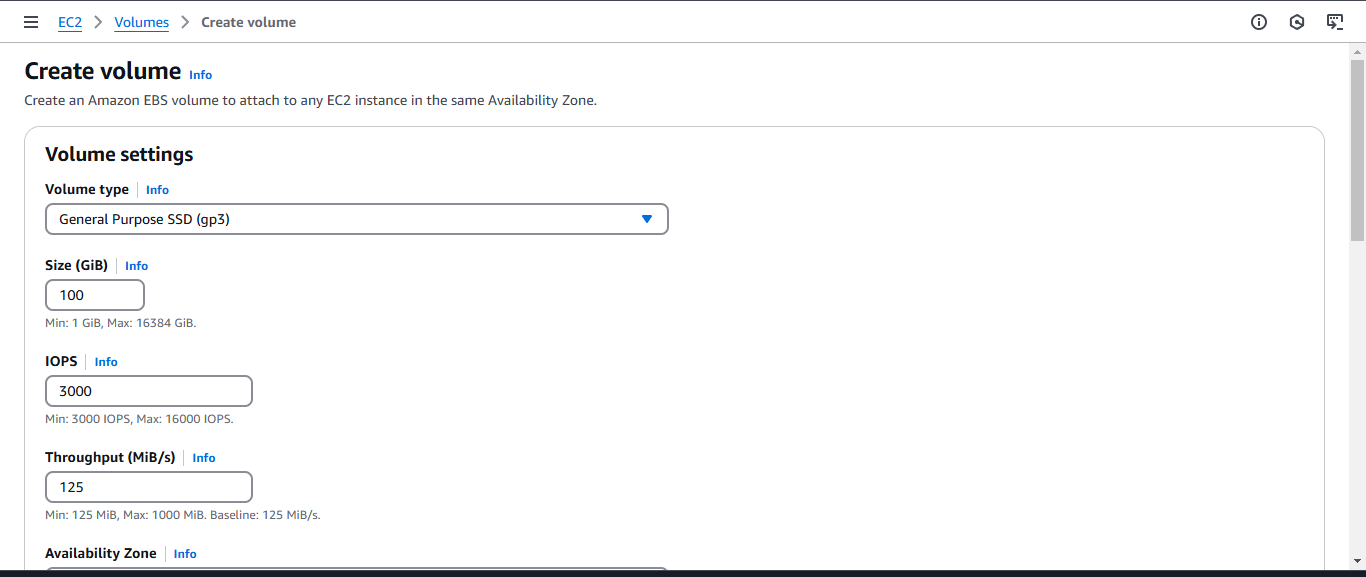 EC2 > Volumes > Create volume
Create volume Info
Create an Amazon EBS volume to attach to any EC2 instance in the same Availability Zone.
Volume settings
Volume type | Info
General Purpose SSD (gp3)
Size (GiB) | Info
100
Min: 1 GiB, Max: 16384 GiB.
IOPS | Info
3000
Min: 3000 IOPS, Max: 16000 IOPS.
Throughput (MiB/s) | Info
125
Min: 125 MiB, Max: 1000 MiB. Baseline: 125 MiB/s.
Availability Zone | Info